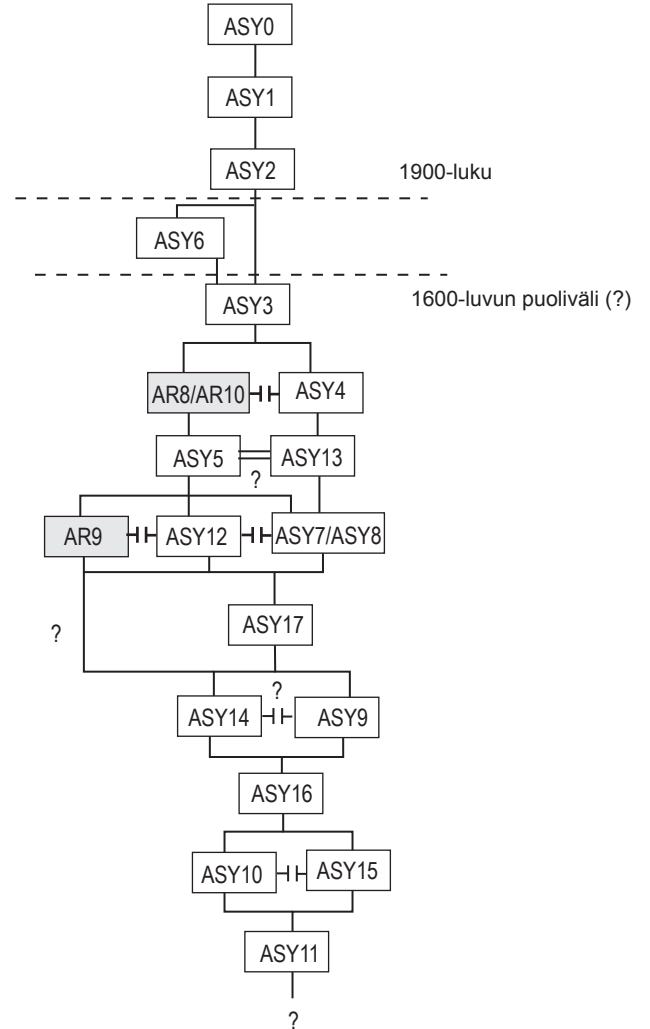 ASY0
ASY1
ASY2
1900-luku
ASY6
ASY3
1600-luvun puoliväli (?)
AR8/AR10
ASY4
ASY5
ASY13
?
AR9
ASY12
ASY7/ASY8
?
ASY17
?
ASY14
ASY9
ASY16
ASY10
ASY15
ASY11
?